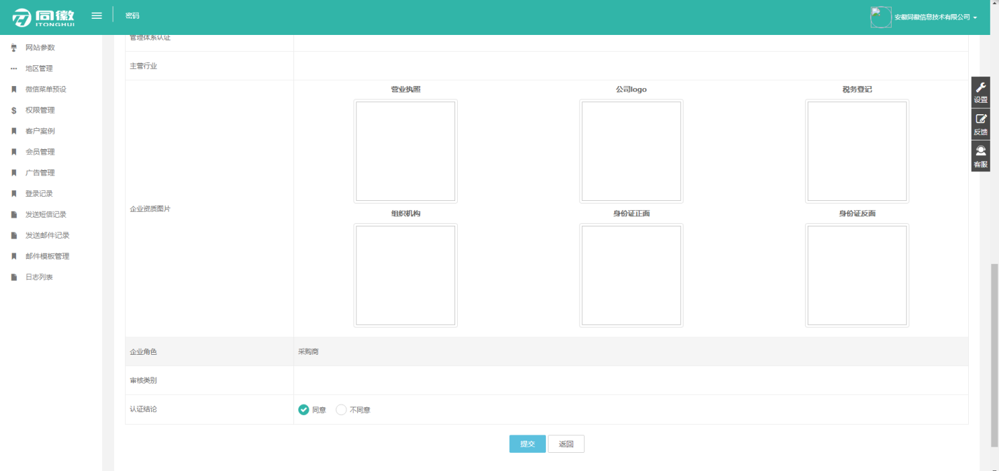 同徽
ITONGHUI
密码
安徽同徽信息技术有限公司
网站参数
地区管理
微信菜单预设
权限管理
客户案例
会员管理
广告管理
登录记录
发送短信记录
发送邮件记录
邮件模板管理
日志列表
管理体系认证
主营行业
企业资质图片
营业执照 公司logo 税务登记
组织机构 身份证正面 身份证反面
企业角色 采购商
审核类别
认证结论 同意 不同意
提交 返回
设置
反馈
客服